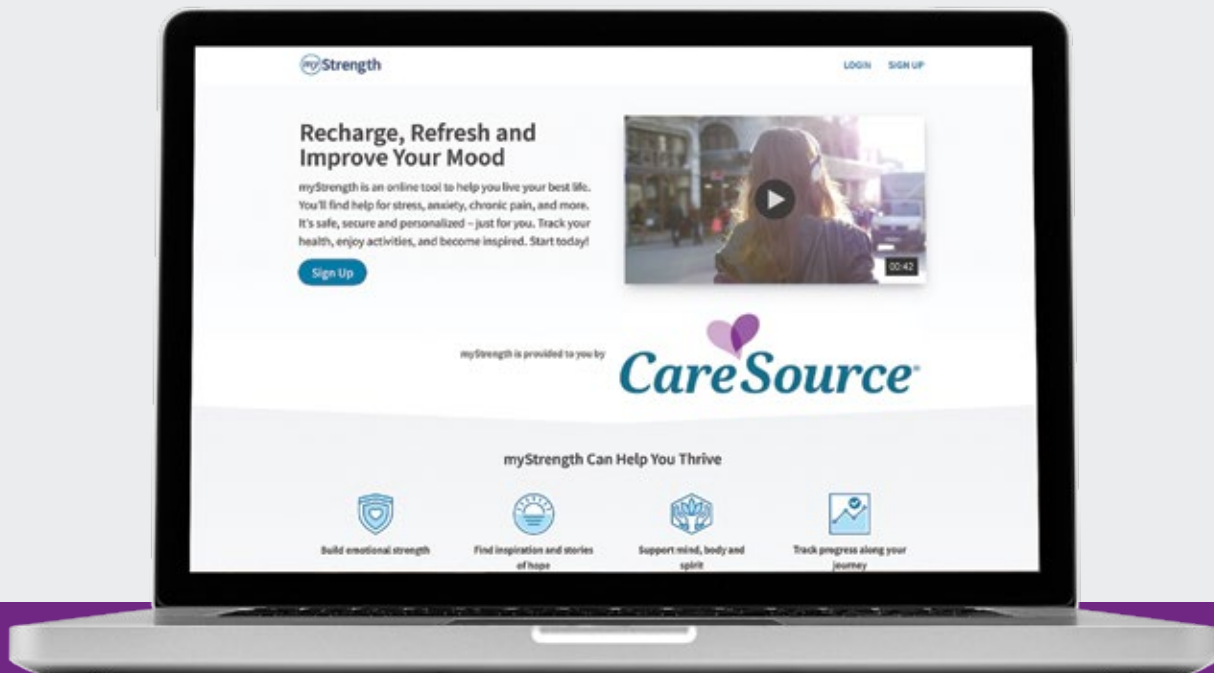 myStrength
LOGIN SIGN UP
Recharge, Refresh and
Improve Your Mood
myStrength is an online tool to help you live your best life.
You'll find help for stress, anxiety, chronic pain, and more.
It's safe, secure and personalized – just for you. Track your
health, enjoy activities, and become inspired. Start today!
Sign Up
00:42
myStrength is provided to you by
CareSource®
myStrength Can Help You Thrive
Build emotional strength
Find inspiration and stories
of hope
Support mind, body and
spirit
Track progress along your
journey